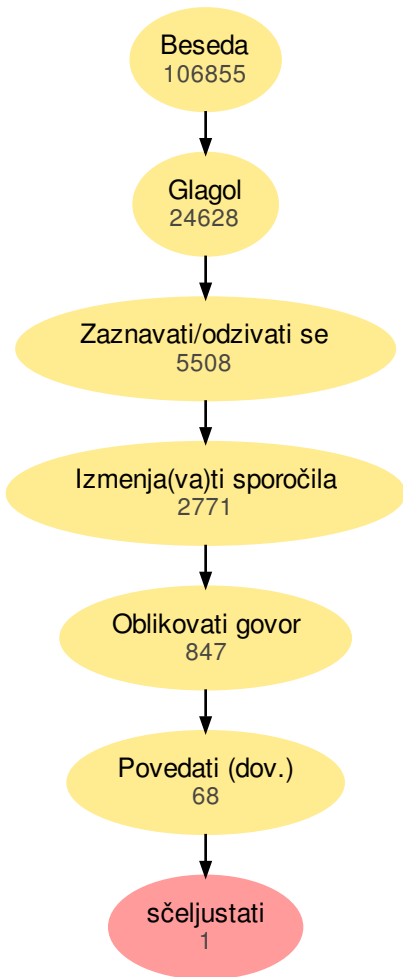 Beseda
106855
Glagol
24628
Zaznavati/odzivati se
5508
Izmenja(va)ti sporočila
2771
Oblikovati govor
847
Povedati (dov.)
68
sčeljustati
1